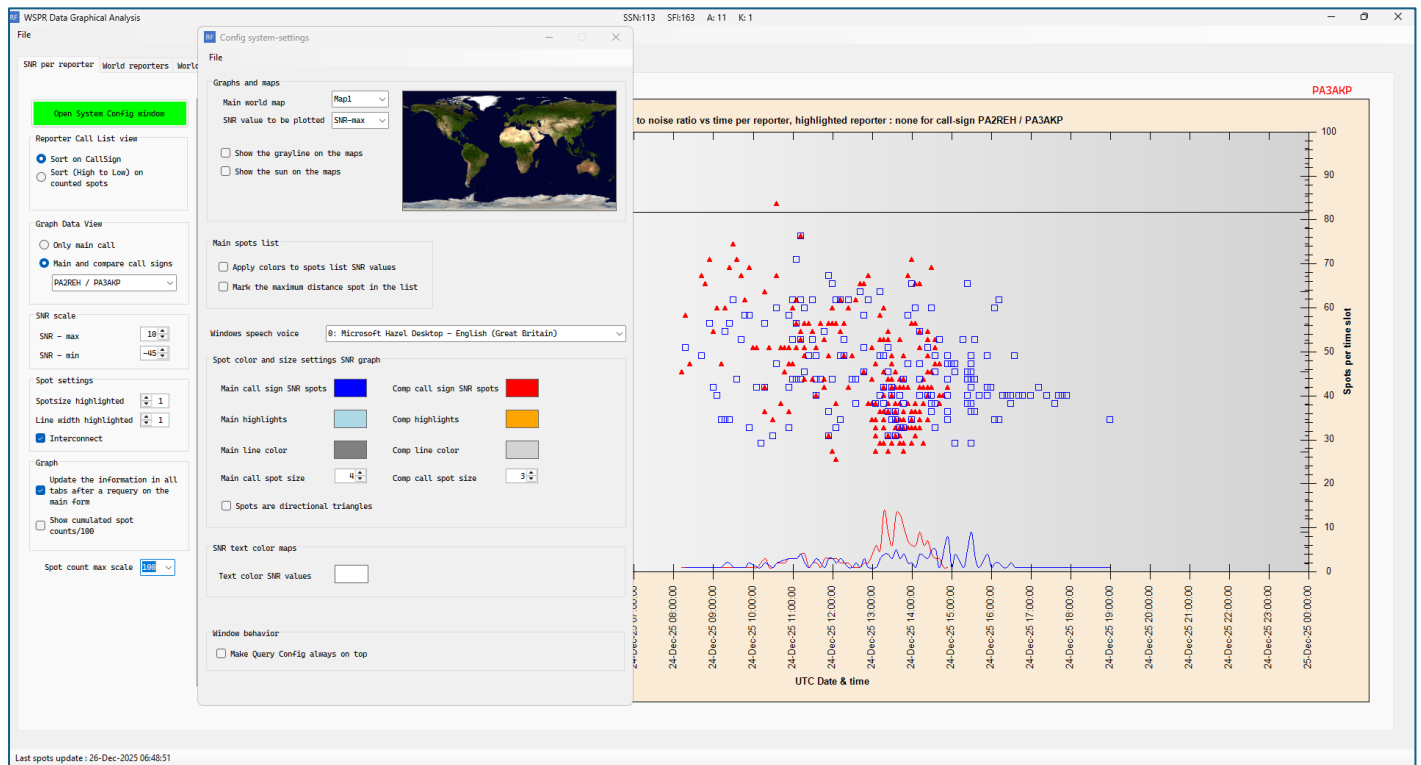 RF WSPR Data Graphical Analysis
SSN:113 SFI:163 A: 11 K: 1
File
SNR per reporter
World reporters
World
Open System Config window
Reporter Call List view
Sort on CallSign
Sort (High to Low) on
counted spots
Graph Data View
Only main call
Main and compare call signs
PA2REH / PA3AKP
SNR scale
SNR - max
10
SNR - min
-45
Spot settings
Spotsize highlighted
1
Line width highlighted
1
Interconnect
Graph
Update the information in all
tabs after a requery on the
main form
Show cumulated spot
counts/100
Spot count max scale
100
RF Config system-settings
File
Graphs and maps
Main world map
Map1
SNR value to be plotted
SNR-max
Show the grayline on the maps
Show the sun on the maps
Main spots list
Apply colors to spots list SNR values
Mark the maximum distance spot in the list
Windows speech voice
0: Microsoft Hazel Desktop - English (Great Britain)
Spot color and size settings SNR graph
Main call sign SNR spots
Comp call sign SNR spots
Main highlights
Comp highlights
Main line color
Comp line color
Main call spot size
4
Comp call spot size
3
Spots are directional triangles
SNR text color maps
Text color SNR values
Window behavior
Make Query Config always on top
PA3AKP
to noise ratio vs time per reporter, highlighted reporter : none for call-sign PA2REH / PA3AKP
100
90
80
70
60
50
40
30
20
10
0
Spots per time slot
24-Dec-25 08:00:00
24-Dec-25 09:00:00
24-Dec-25 10:00:00
24-Dec-25 11:00:00
24-Dec-25 12:00:00
24-Dec-25 13:00:00
24-Dec-25 14:00:00
24-Dec-25 15:00:00
24-Dec-25 16:00:00
24-Dec-25 17:00:00
24-Dec-25 18:00:00
24-Dec-25 19:00:00
24-Dec-25 20:00:00
24-Dec-25 21:00:00
24-Dec-25 22:00:00
24-Dec-25 23:00:00
25-Dec-25 00:00:00
UTC Date & time
Last spots update : 26-Dec-2025 06:48:51